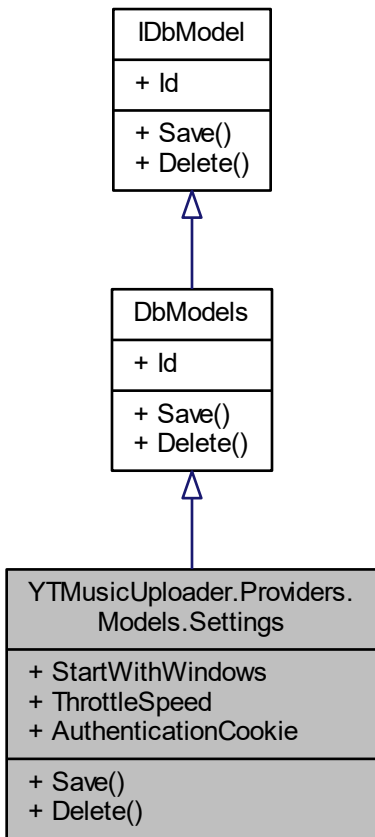 IDbModel
+ Id
+ Save()
+ Delete()
DbModels
+ Id
+ Save()
+ Delete()
YTMusicUploader.Providers.
Models.Settings
+ StartWithWindows
+ ThrottleSpeed
+ AuthenticationCookie
+ Save()
+ Delete()